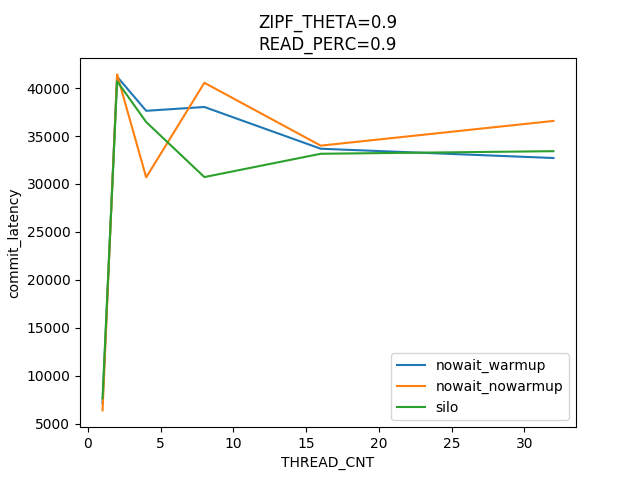 ZIPF_THETA=0.9
READ_PERC=0.9
commit_latency
40000
35000
30000
25000
20000
15000
10000
5000
0
5
10
15
20
25
30
THREAD_CNT
nowait_warmup
nowait_nowarmup
silo